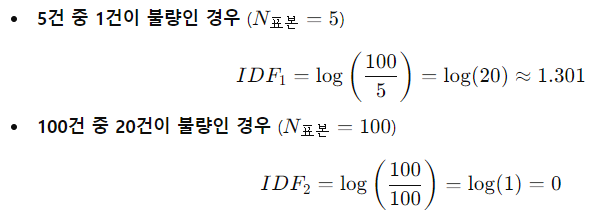 • 5건 중 1건이 불량인 경우 (N표본 = 5)
IDF₁ = log(100/5) = log(20) ≈ 1.301
• 100건 중 20건이 불량인 경우 (N표본 = 100)
IDF₂ = log(100/100) = log(1) = 0